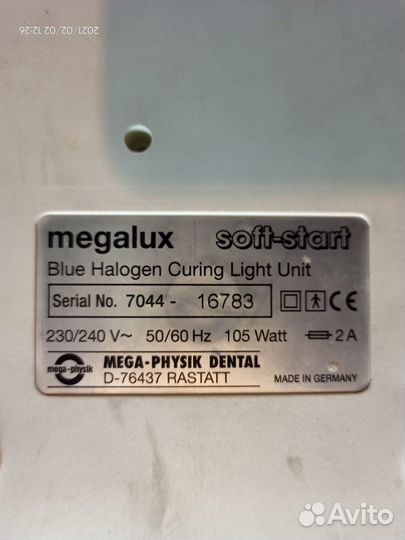 2021/02/02 12:26
megalux soft-start
Blue Halogen Curing Light Unit
Serial No. 7044 - 16783 CE
230/240 V~ 50/60 Hz 105 Watt 2 A
mega-physik MEGA-PHYSIK DENTAL
D-76437 RASTATT MADE IN GERMANY
Avito